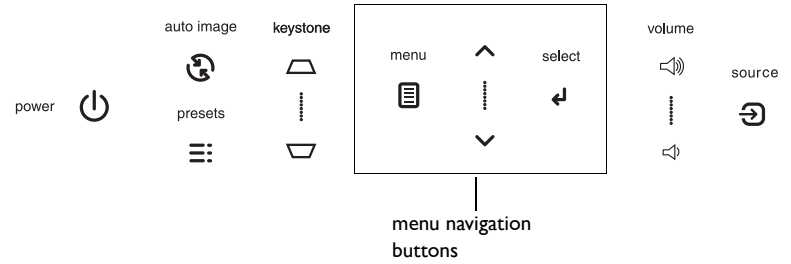 auto image
keystone
volume
menu
select
source
power
presets
menu navigation
buttons